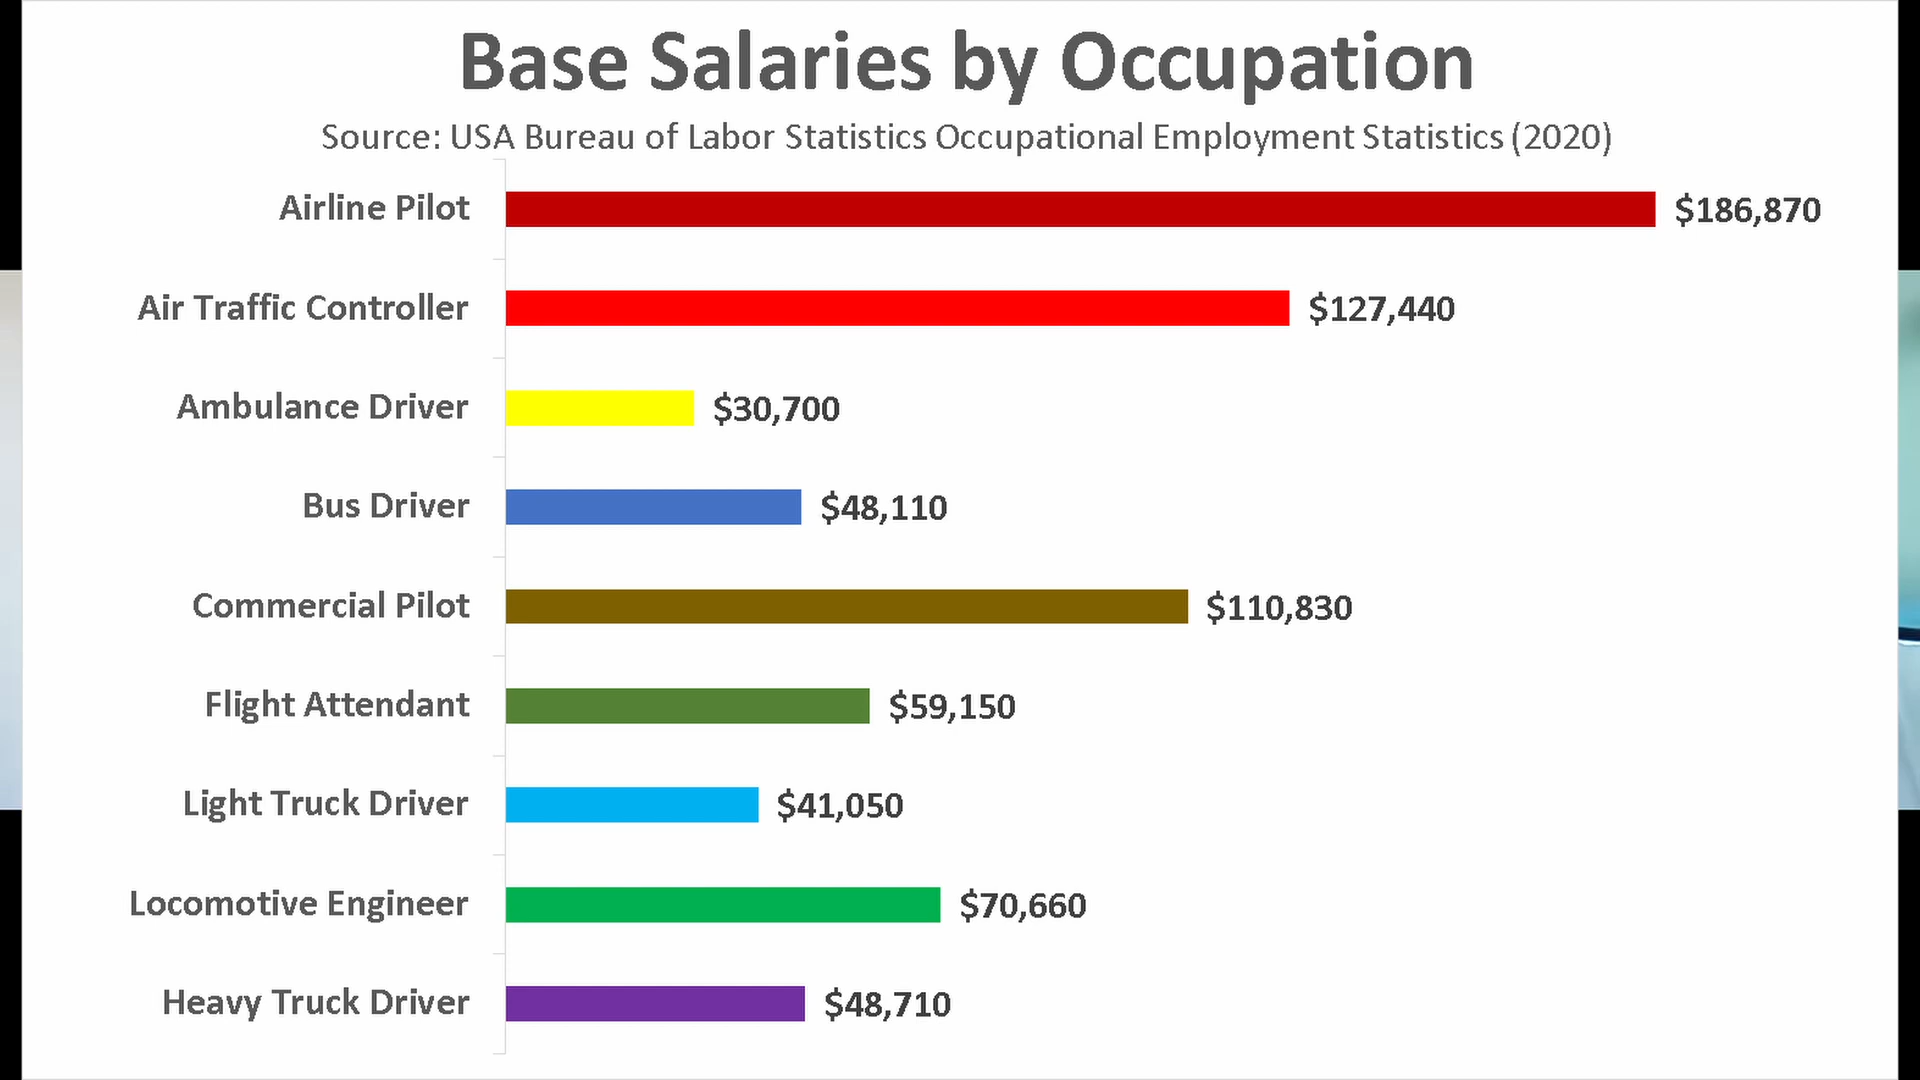 Base Salaries by Occupation
Source: USA Bureau of Labor Statistics Occupational Employment Statistics (2020)
Airline Pilot $186,870
Air Traffic Controller $127,440
Ambulance Driver $30,700
Bus Driver $48,110
Commercial Pilot $110,830
Flight Attendant $59,150
Light Truck Driver $41,050
Locomotive Engineer $70,660
Heavy Truck Driver $48,710